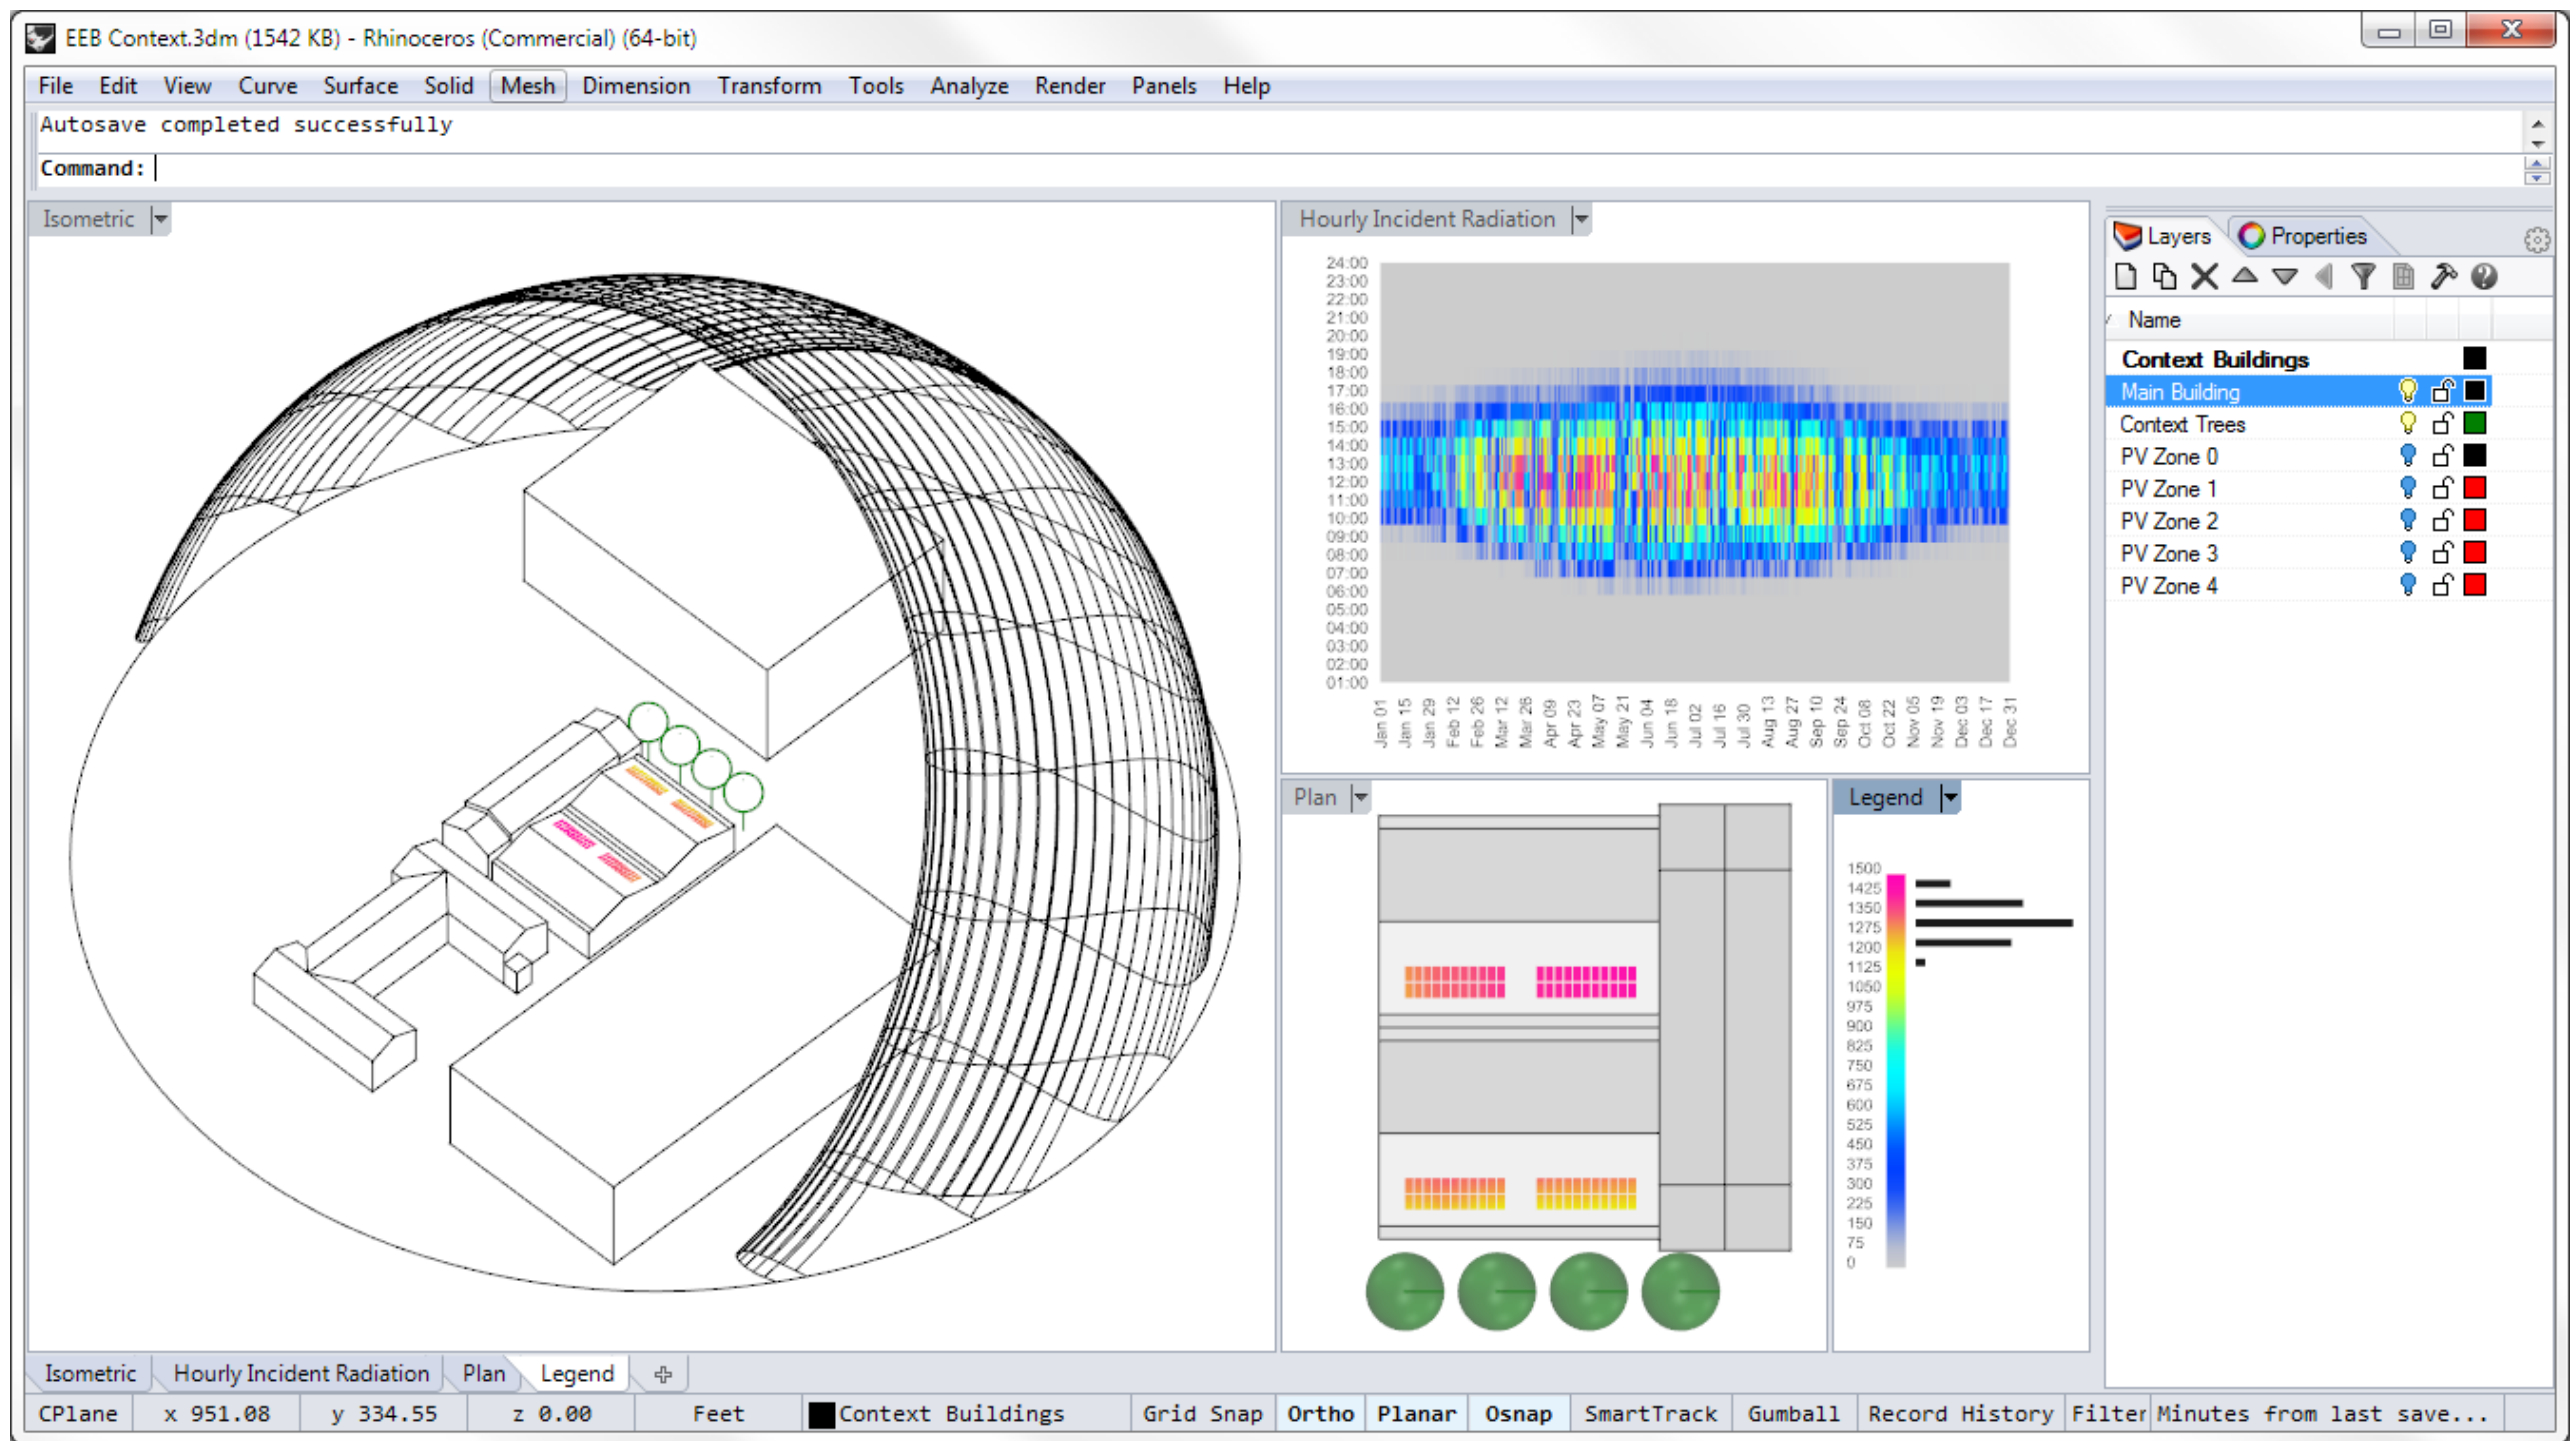 EEB Context.3dm (1542 KB) - Rhinoceros (Commercial) (64-bit)
File Edit View Curve Surface Solid Mesh Dimension Transform Tools Analyze Render Panels Help
Autosave completed successfully
Command:
Isometric
Hourly Incident Radiation
24:00
23:00
22:00
21:00
20:00
19:00
18:00
17:00
16:00
15:00
14:00
13:00
12:00
11:00
10:00
09:00
08:00
07:00
06:00
05:00
04:00
03:00
02:00
01:00
Jan 01
Jan 15
Jan 29
Feb 12
Feb 26
Mar 12
Mar 26
Apr 09
Apr 23
May 07
May 21
Jun 04
Jun 18
Jul 02
Jul 16
Jul 30
Aug 13
Aug 27
Sep 10
Sep 24
Oct 08
Oct 22
Nov 05
Nov 19
Dec 03
Dec 17
Dec 31
Plan
Legend
1500
1425
1350
1275
1200
1125
1050
975
900
825
750
675
600
525
450
375
300
225
150
75
0
Layers
Properties
Name
Context Buildings
Main Building
Context Trees
PV Zone 0
PV Zone 1
PV Zone 2
PV Zone 3
PV Zone 4
Isometric Hourly Incident Radiation Plan Legend
CPlane x 951.08 y 334.55 z 0.00 Feet Context Buildings Grid Snap Ortho Planar Osnap SmartTrack Gumball Record History Filter Minutes from last save...